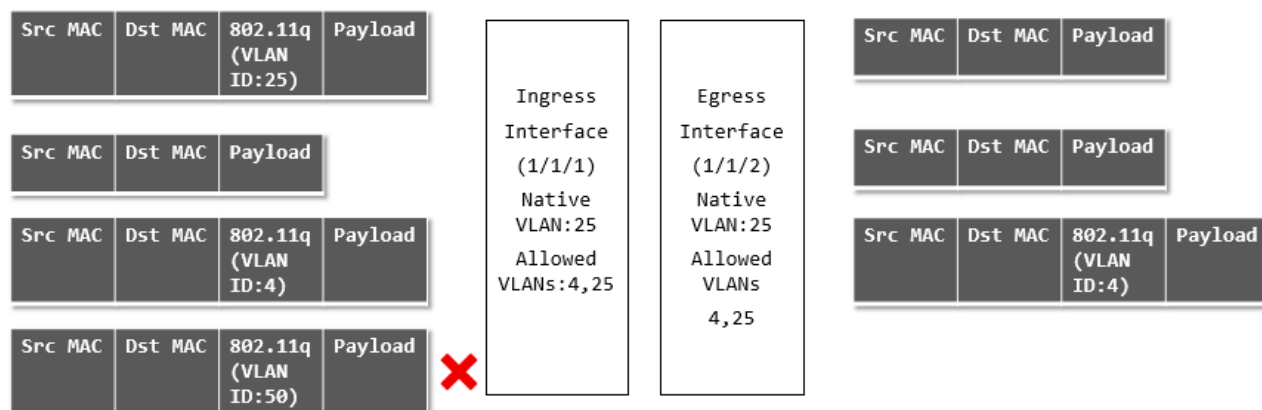 Src MAC Dst MAC 802.11q Payload
(VLAN
ID:25)
Src MAC Dst MAC Payload
Src MAC Dst MAC 802.11q Payload
(VLAN
ID:4)
Src MAC Dst MAC 802.11q Payload
(VLAN
ID:50)
Ingress
Interface
(1/1/1)
Native
VLAN:25
Allowed
VLANs:4,25
Egress
Interface
(1/1/2)
Native
VLAN:25
Allowed
VLANs
4,25
Src MAC Dst MAC Payload
Src MAC Dst MAC Payload
Src MAC Dst MAC 802.11q Payload
(VLAN
ID:4)